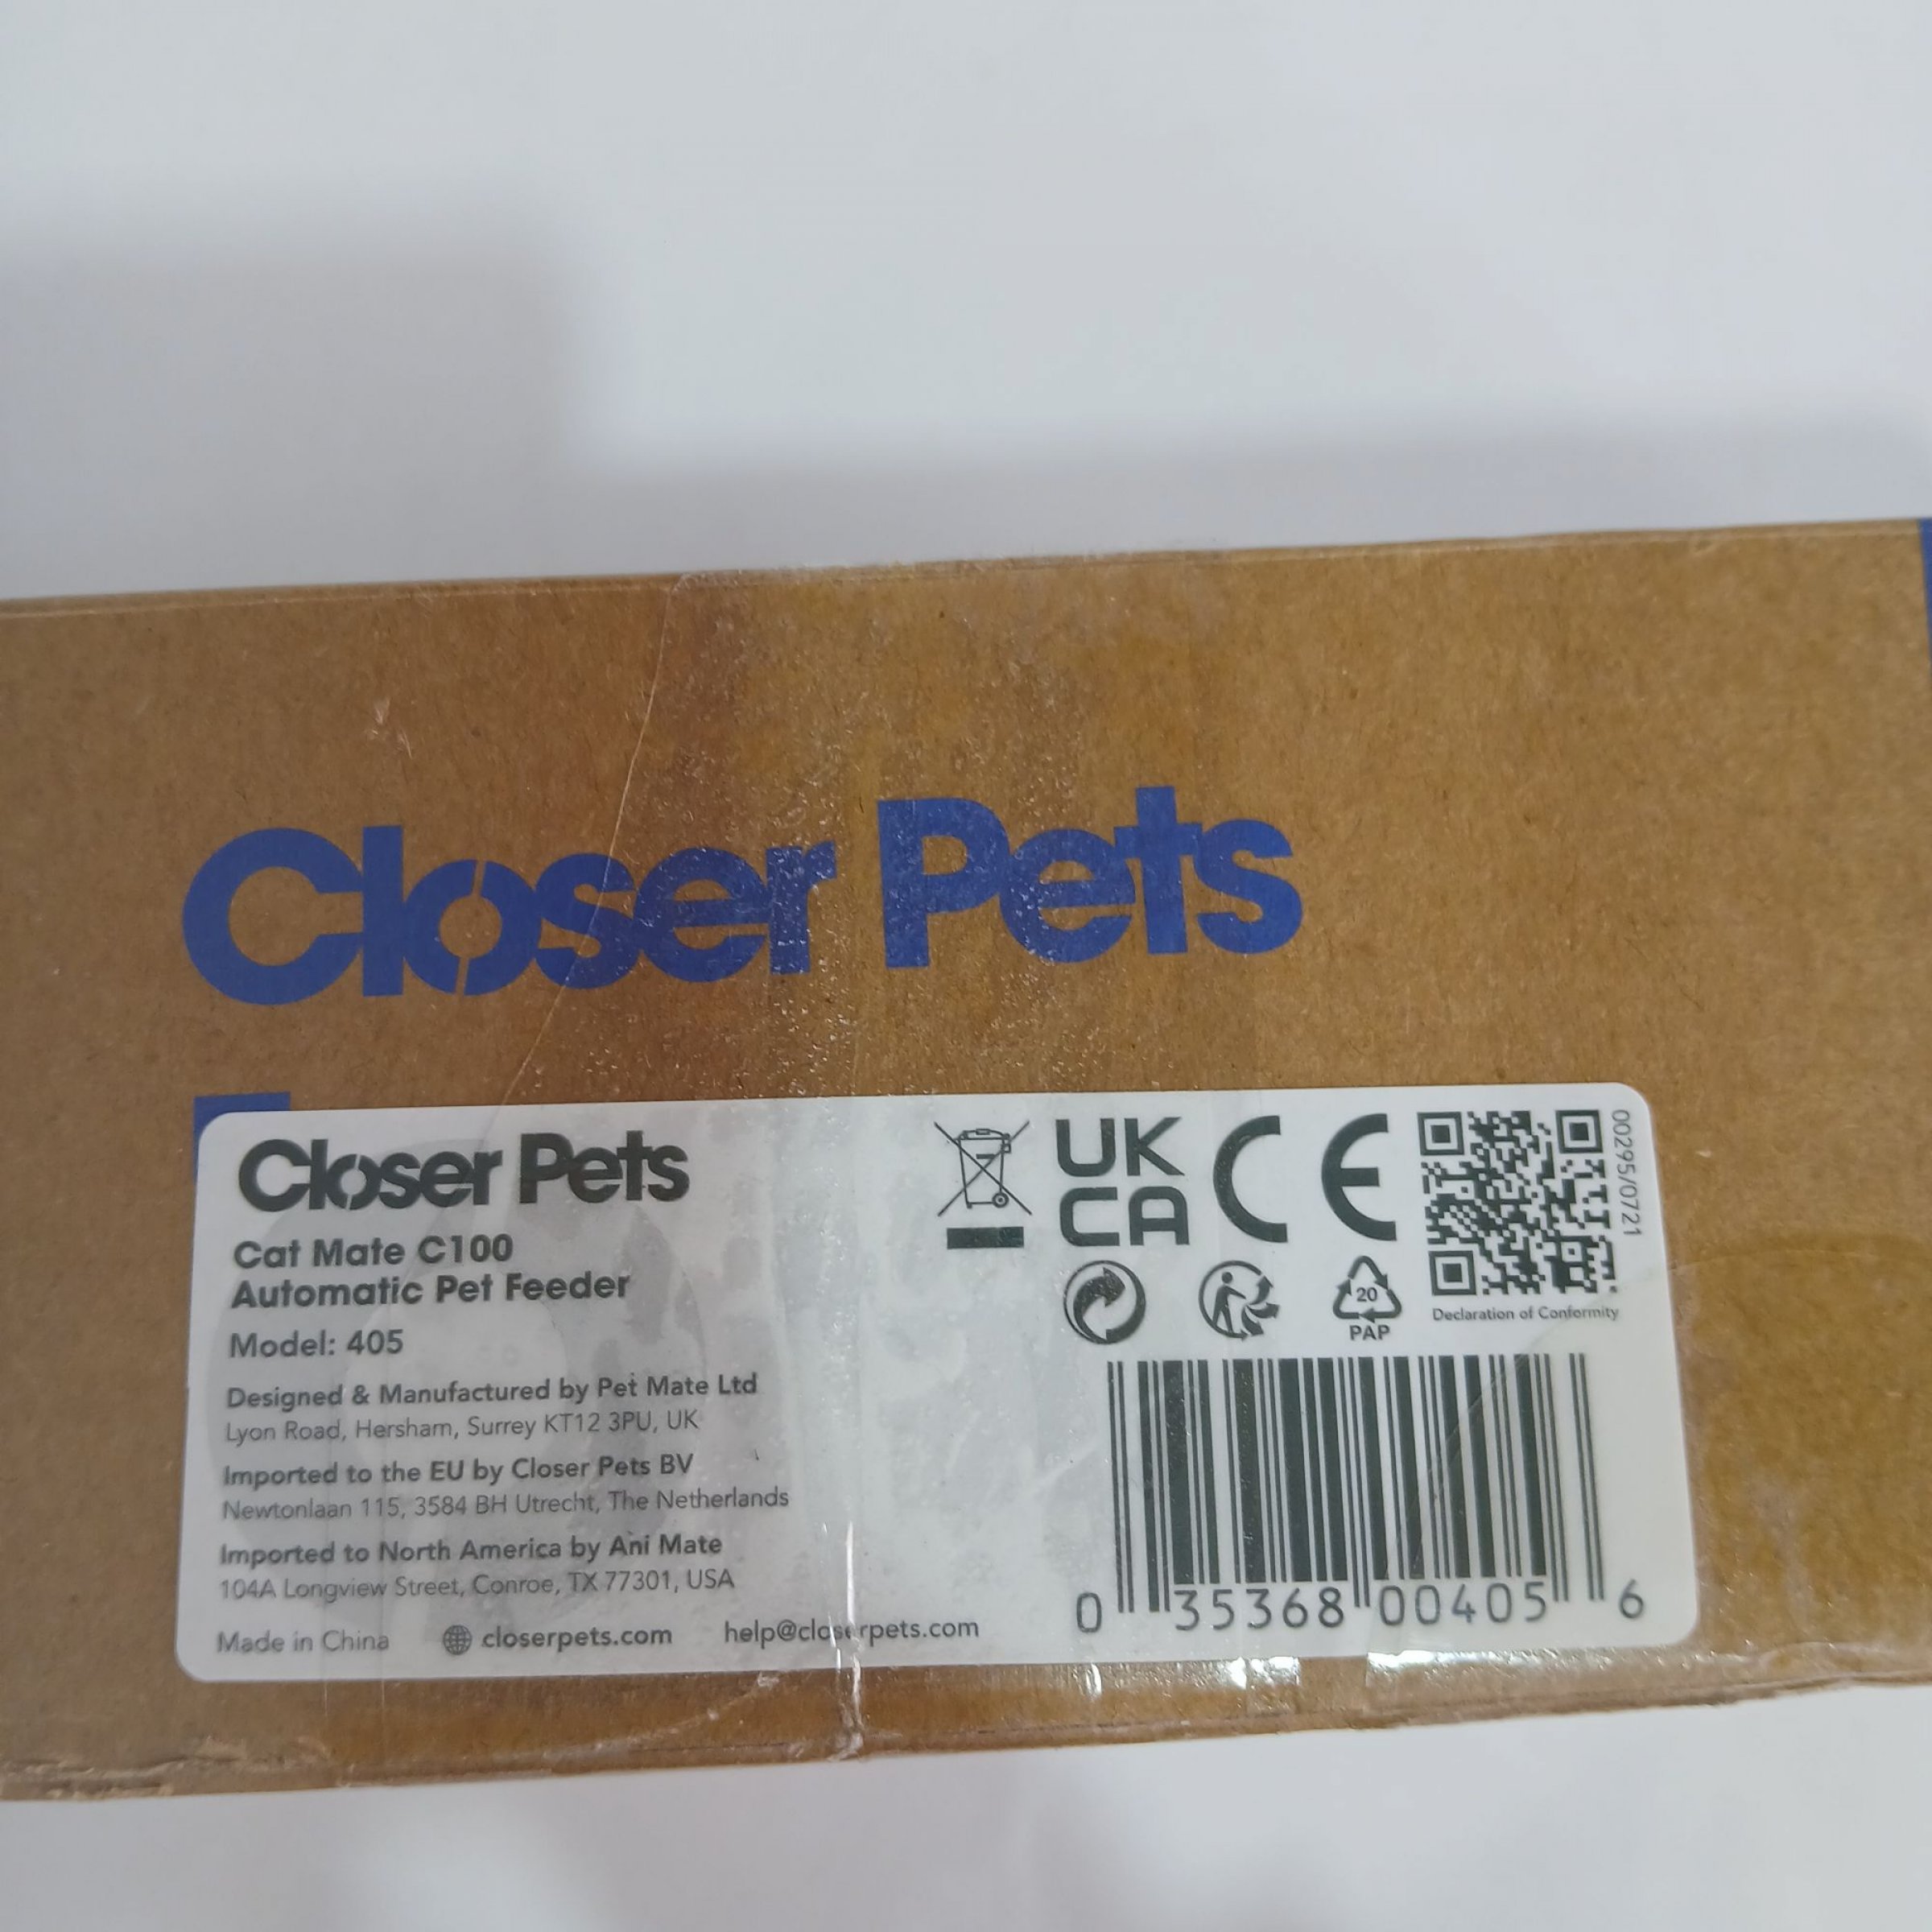 Closer Pets
Closer Pets
Cat Mate C100
Automatic Pet Feeder
Model: 405
Designed & Manufactured by Pet Mate Ltd
Lyon Road, Hersham, Surrey KT12 3PU, UK
Imported to the EU by Closer Pets BV
Newtonlaan 115, 3584 BH Utrecht, The Netherlands
Imported to North America by Ani Mate
104A Longview Street, Conroe, TX 77301, USA
Made in China closerpets.com help@closerpets.com
UK
CA
CE
00295/0721
20
PAP
Declaration of Conformity
0 35368 00405 6